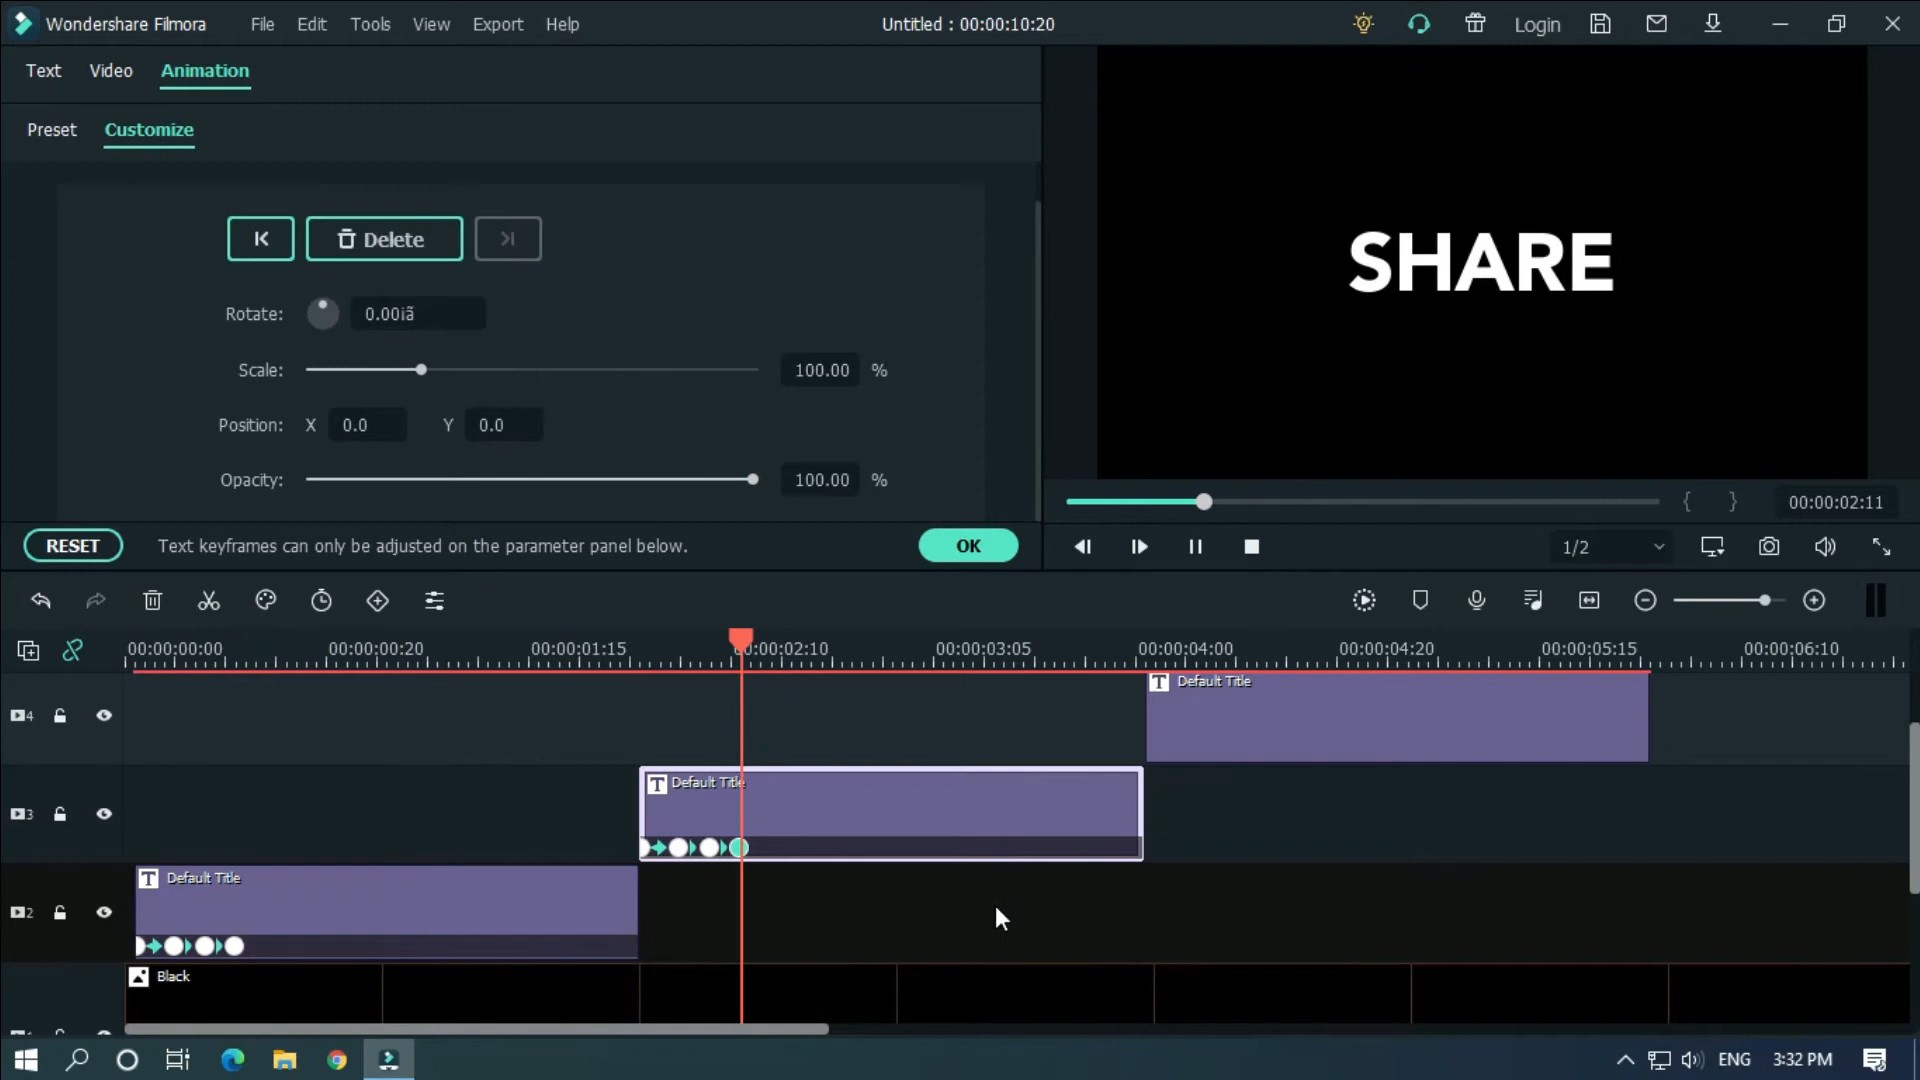 Wondershare Filmora File Edit Tools View Export Help Untitled : 00:00:10:20 Login
Text Video Animation
Preset Customize
Delete
Rotate: 0.00iã
Scale: 100.00 %
Position: X 0.0 Y 0.0
Opacity: 100.00 %
SHARE
{ } 00:00:02:11
RESET Text keyframes can only be adjusted on the parameter panel below. OK
1/2
00:00:00:00 00:00:00:20 00:00:01:15 00:00:02:10 00:00:03:05 00:00:04:00 00:00:04:20 00:00:05:15 00:00:06:10
4 T Default Title
3 T Default Title
2 T Default Title
Black
ENG 3:32 PM